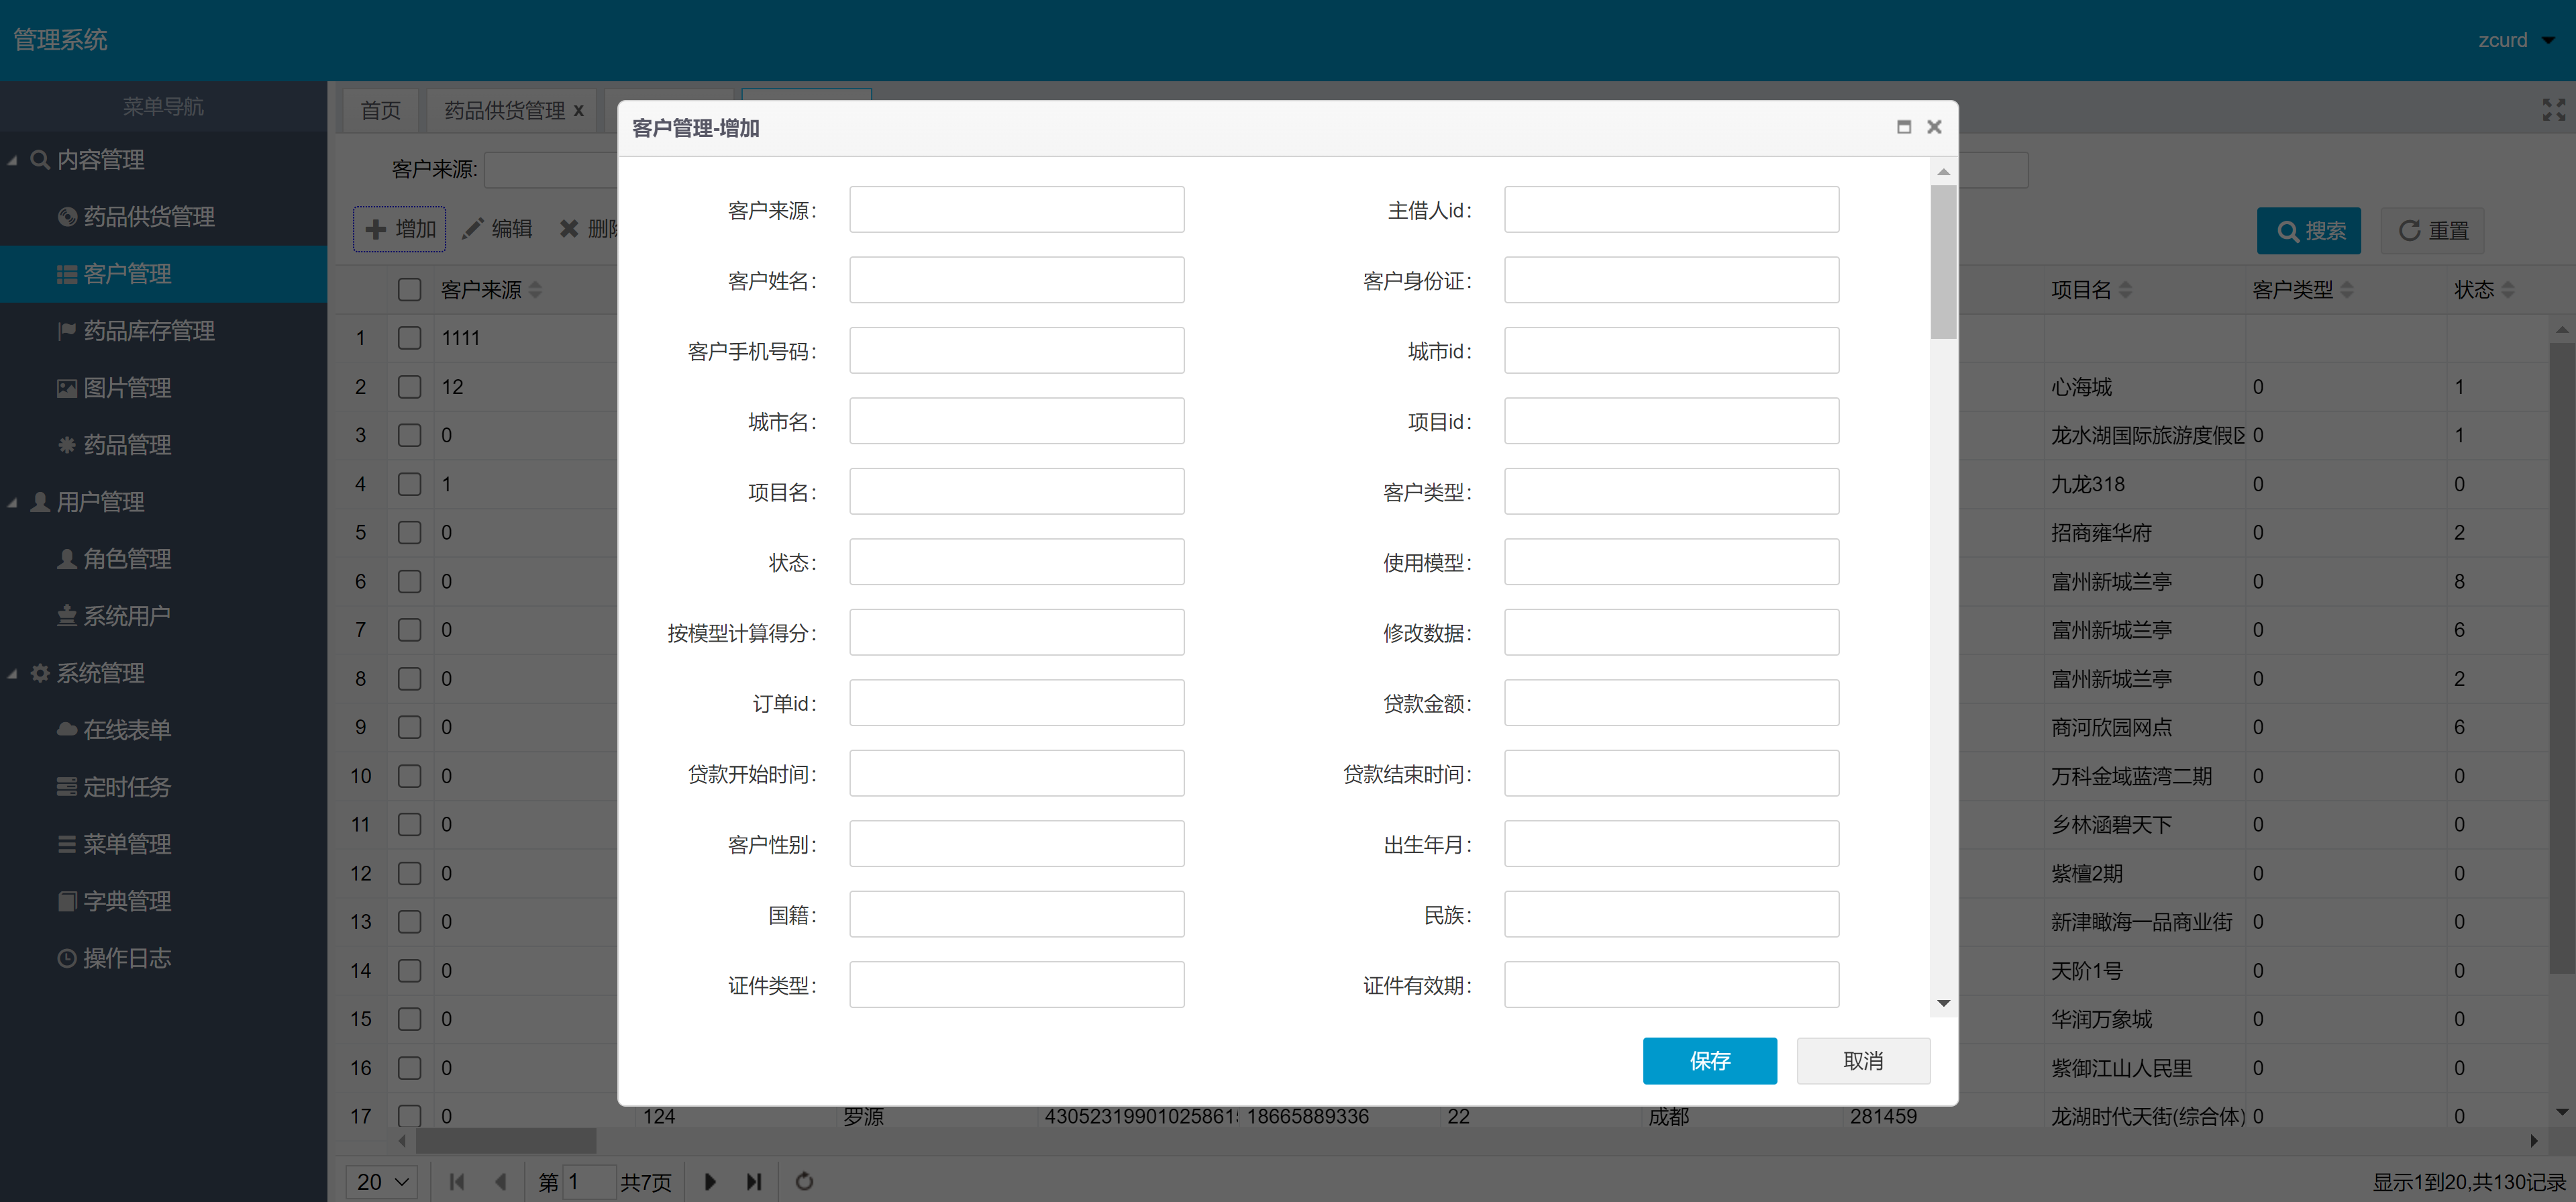 管理系统
zcurd
菜单导航
内容管理
药品供货管理
客户管理
药品库存管理
图片管理
药品管理
用户管理
角色管理
系统用户
系统管理
在线表单
定时任务
菜单管理
字典管理
操作日志
首页 药品供货管理 x
客户来源:
增加 编辑
搜索 重置
客户来源 项目名 客户类型 状态
1 1111
2 12 心海城 0 1
3 0 龙水湖国际旅游度假区 0 1
4 1 九龙318 0 0
5 0 招商雍华府 0 2
6 0 富州新城兰亭 0 8
7 0 富州新城兰亭 0 6
8 0 富州新城兰亭 0 2
9 0 商河欣园网点 0 6
10 0 万科金域蓝湾二期 0 0
11 0 乡林涵碧天下 0 0
12 0 紫檀2期 0 0
13 0 新津瞰海一品商业街 0 0
14 0 天阶1号 0 0
15 0 华润万象城 0 0
16 0 紫御江山人民里 0 0
17 0 124 罗源 43052319901025861 18665889336 22 成都 281459 龙湖时代天街(综合体) 0 0
20 第 1 共7页 显示1到20,共130记录
客户管理-增加
客户来源： 主借人id：
客户姓名： 客户身份证：
客户手机号码： 城市id：
城市名： 项目id：
项目名： 客户类型：
状态： 使用模型：
按模型计算得分： 修改数据：
订单id： 贷款金额：
贷款开始时间： 贷款结束时间：
客户性别： 出生年月：
国籍： 民族：
证件类型： 证件有效期：
保存 取消